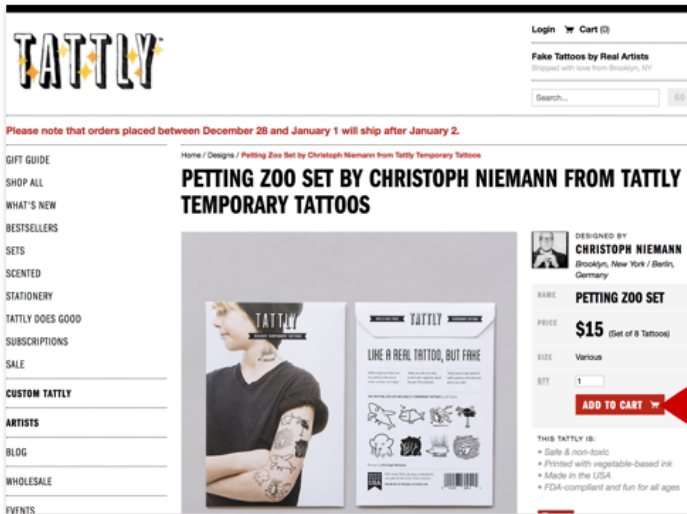 TATTLY
Login Cart (0)
Fake Tattoos by Real Artists
Shipped with love from Brooklyn, NY
Search... GO
Please note that orders placed between December 28 and January 1 will ship after January 2.
GIFT GUIDE
SHOP ALL
WHAT'S NEW
BESTSELLERS
SETS
SCENTED
STATIONERY
TATTLY DOES GOOD
SUBSCRIPTIONS
SALE
CUSTOM TATTLY
ARTISTS
BLOG
WHOLESALE
EVENTS
Home / Designs / Petting Zoo Set by Christoph Niemann from Tattly Temporary Tattoos
PETTING ZOO SET BY CHRISTOPH NIEMANN FROM TATTLY
TEMPORARY TATTOOS
TATTLY
DESIGNER TEMPORARY TATTOOS
TATTLY
LIKE A REAL TATTOO, BUT FAKE
USA
DESIGNED BY
CHRISTOPH NIEMANN
Brooklyn, New York / Berlin,
Germany
NAME PETTING ZOO SET
PRICE $15 (Set of 8 Tattoos)
SIZE Various
QTY 1
ADD TO CART
THIS TATTLY IS:
• Safe & non-toxic
• Printed with vegetable-based ink
• Made in the USA
• FDA-compliant and fun for all ages